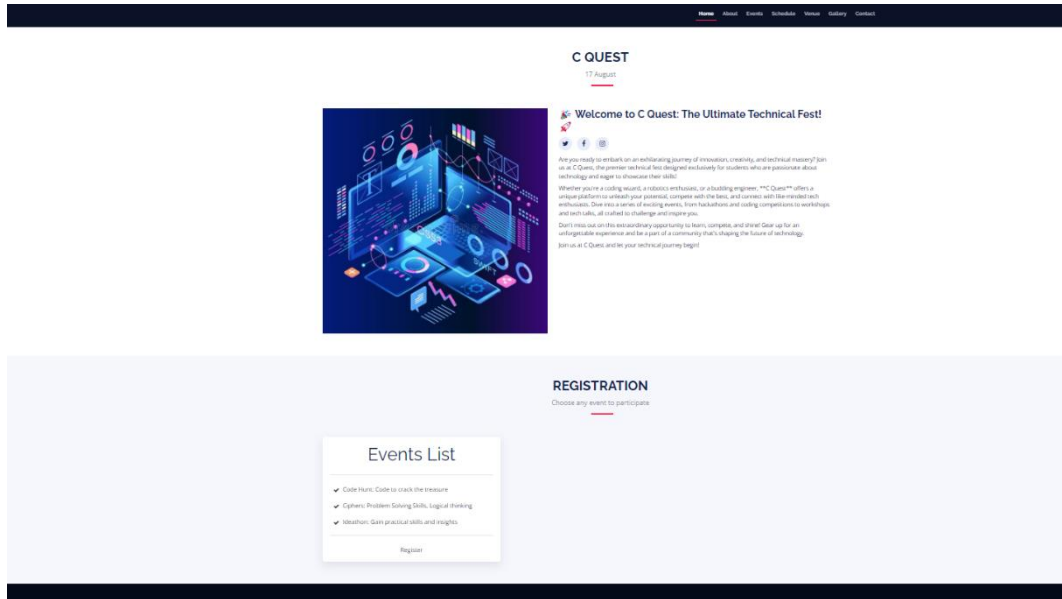 Home About Events Schedule Venue Gallery Contact
C QUEST
17 August
🎉 Welcome to C Quest: The Ultimate Technical Fest!
🚀
Are you ready to embark on an exhilarating journey of innovation, creativity, and technical mastery? Join
us at C Quest, the premier technical fest designed exclusively for students who are passionate about
technology and eager to showcase their skills!
Whether you're a coding wizard, a robotics enthusiast, or a budding engineer, **C Quest** offers a
unique platform to unleash your potential, compete with the best, and connect with like-minded tech
enthusiasts. Dive into a series of exciting events, from hackathons and coding competitions to workshops
and tech talks, all crafted to challenge and inspire you.
Don't miss out on this extraordinary opportunity to learn, compete, and shine! Gear up for an
unforgettable experience and be a part of a community that's shaping the future of technology.
Join us at C Quest and let your technical journey begin!
T
SWIFT
REGISTRATION
Choose any event to participate
Events List
Code Hunt: Code to crack the treasure
Ciphers: Problem Solving Skills, Logical thinking
Ideathon: Gain practical skills and insights
Register